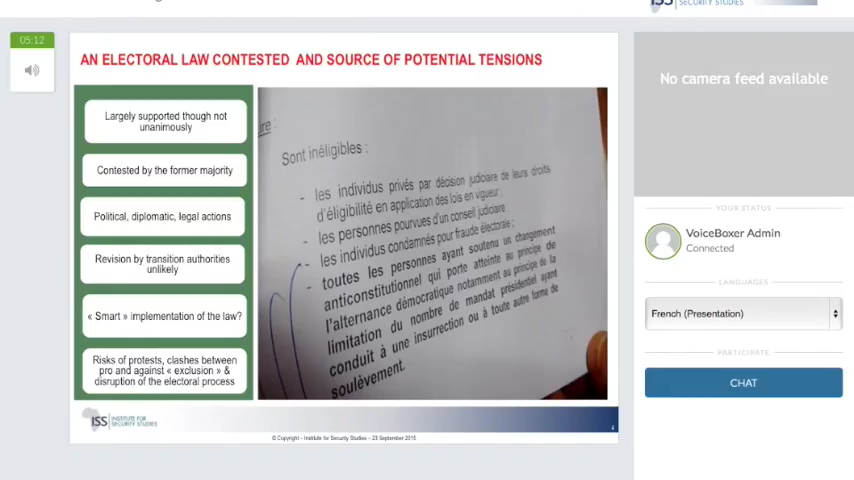 ISS SECURITY STUDIES
05:12
AN ELECTORAL LAW CONTESTED AND SOURCE OF POTENTIAL TENSIONS
Largely supported though not
unanimously
Contested by the former majority
Political, diplomatic, legal actions
Revision by transition authorities
unlikely
« Smart » implementation of the law?
Risks of protests, clashes between
pro and against « exclusion » &
disruption of the electoral process
Sont inéligibles :
- les individus privés par décision judiciaire de leurs droits
d'éligibilité en application des lois en vigueur ;
- les personnes pourvues d'un conseil judiciaire ;
- les individus condamnés pour fraude électorale ;
- toutes les personnes ayant soutenu un changement
anticonstitutionnel qui porte atteinte au principe de
l'alternance démocratique notamment au principe de la
limitation du nombre de mandat présidentiel ayant
conduit à une insurrection ou à toute autre forme de
soulèvement.
ISS INSTITUTE FOR
SECURITY STUDIES
4
© Copyright - Institute for Security Studies – 23 September 2015
No camera feed available
YOUR STATUS
VoiceBoxer Admin
Connected
LANGUAGES
French (Presentation)
PARTICIPATE
CHAT